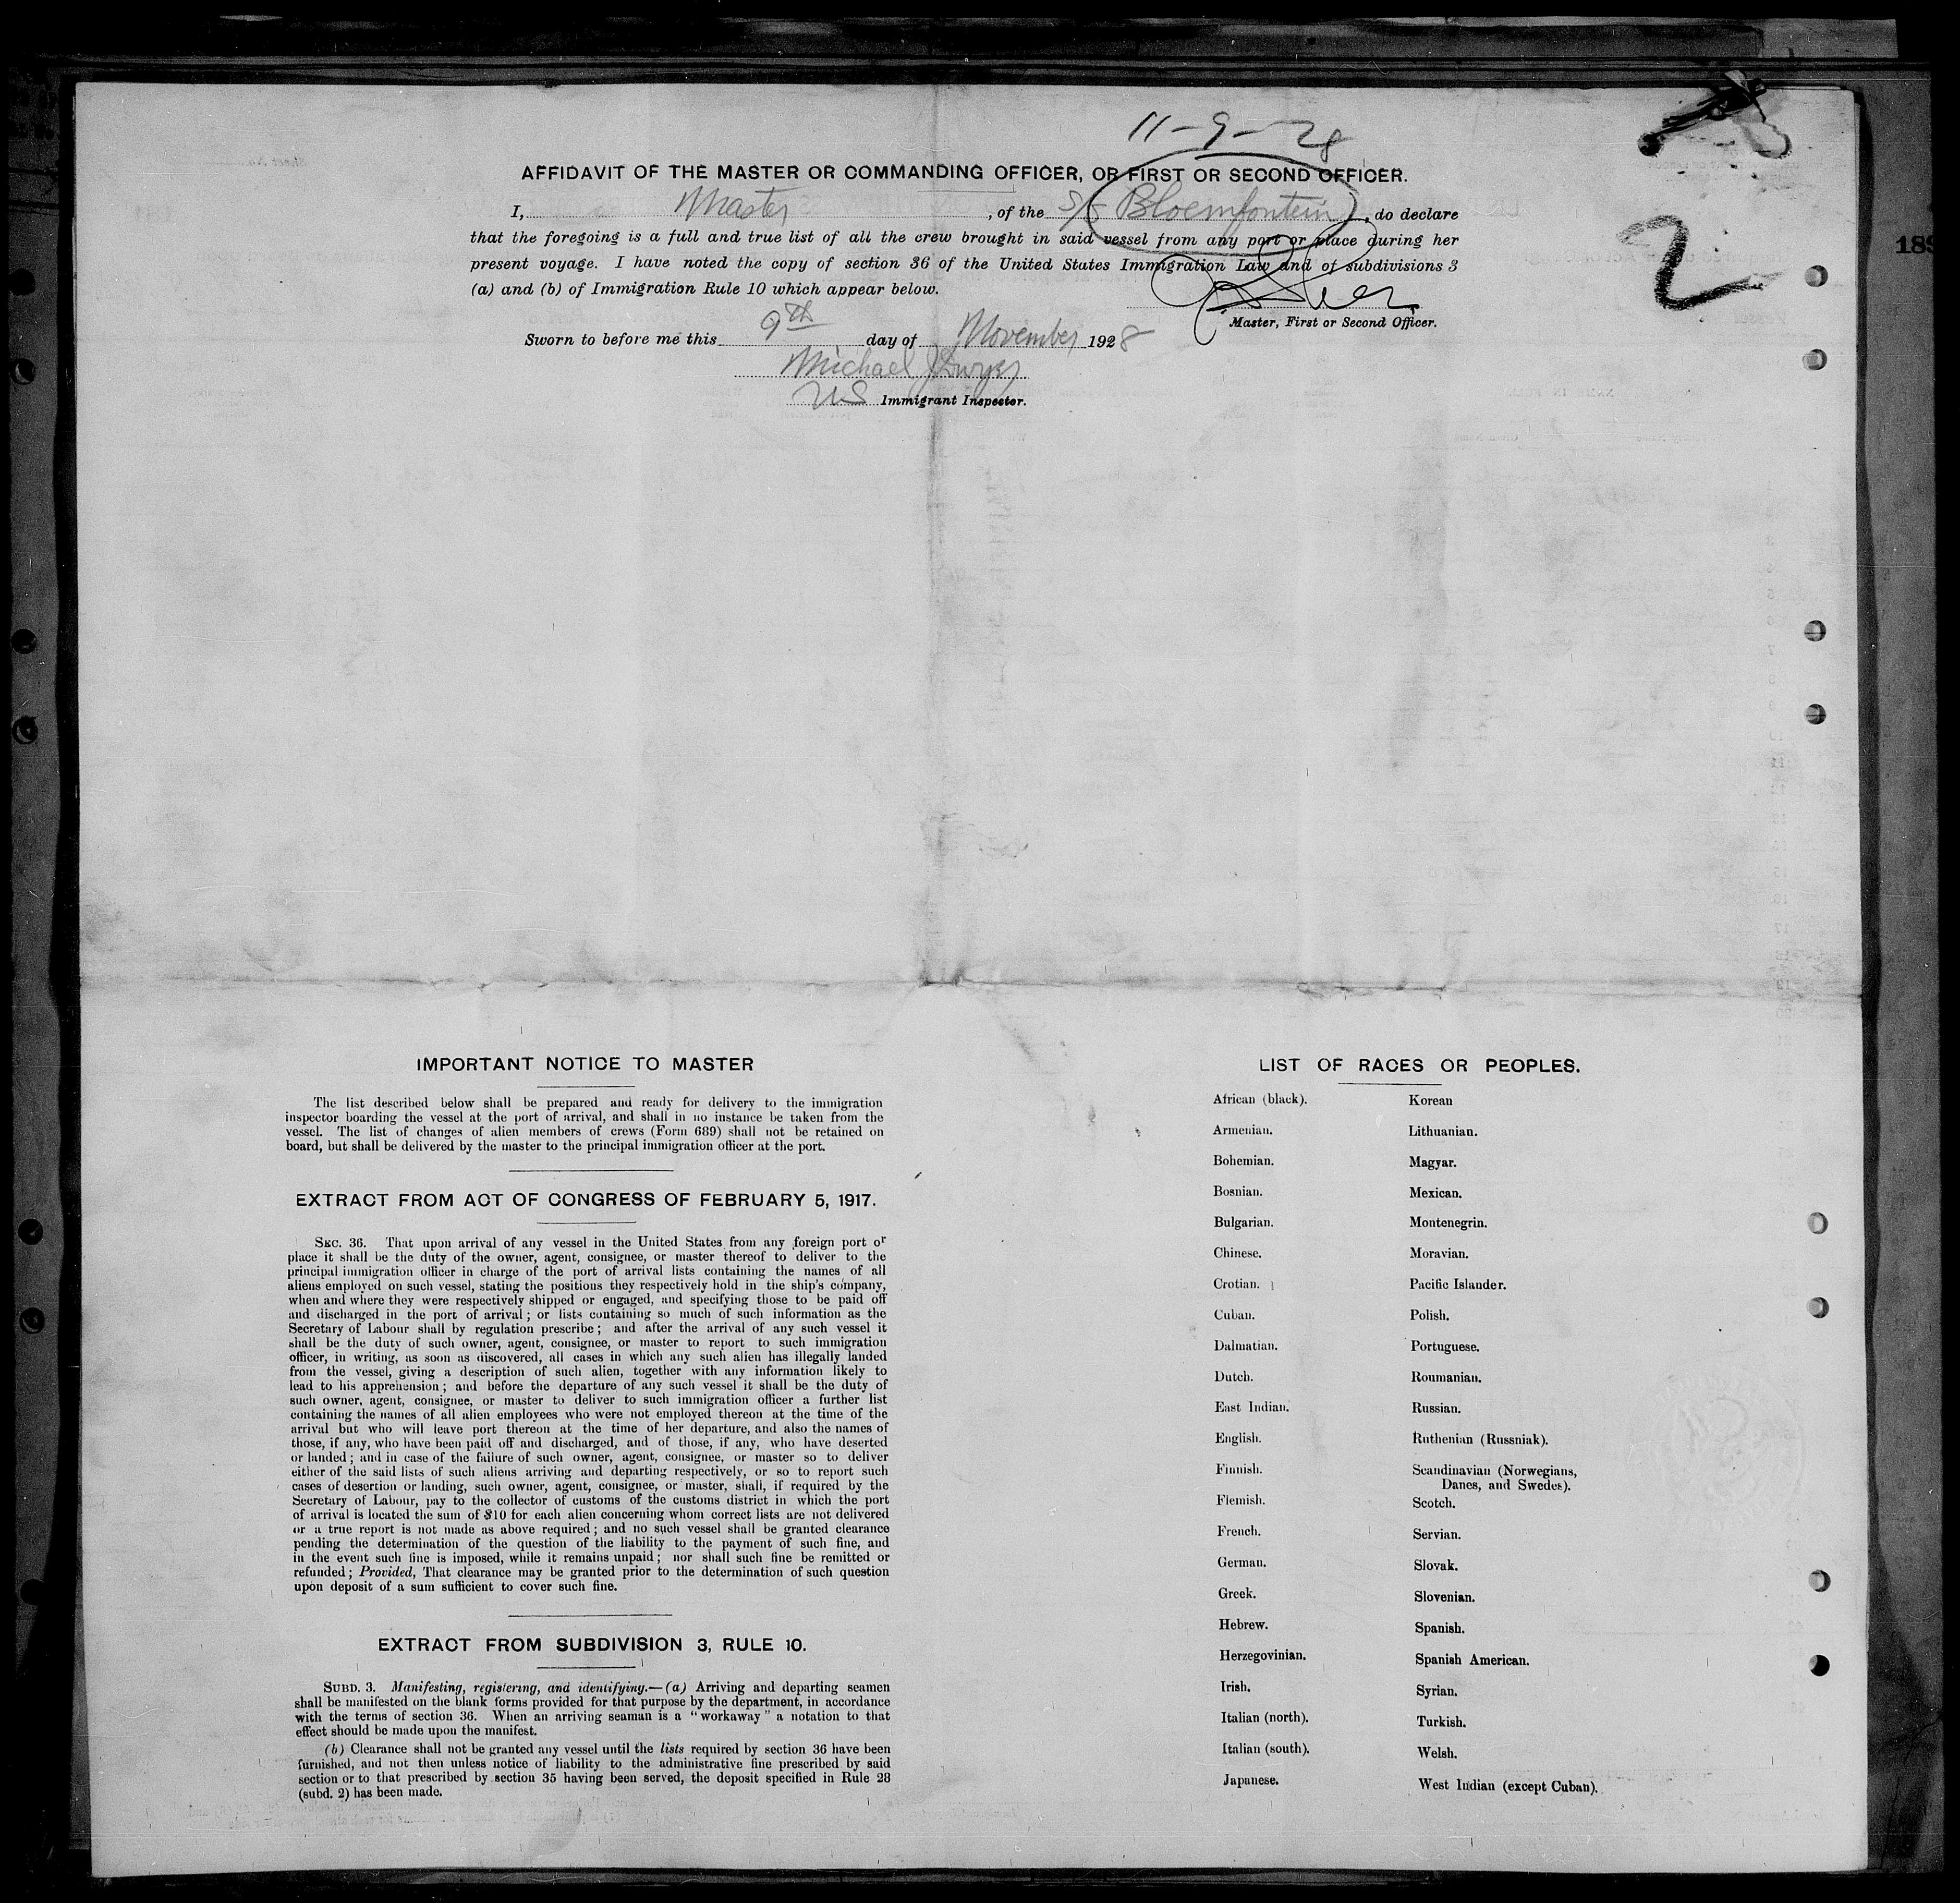 11-9-28
AFFIDAVIT OF THE MASTER OR COMMANDING OFFICER, OR FIRST OR SECOND OFFICER.
I, Master, of the S/S Bloemfontein, do declare
that the foregoing is a full and true list of all the crew brought in said vessel from any port or place during her
present voyage. I have noted the copy of section 36 of the United States Immigration Law and of subdivisions 3
(a) and (b) of Immigration Rule 10 which appear below.
Master, First or Second Officer.
Sworn to before me this 9th day of November, 1928
Michael J Dwyer
US Immigrant Inspector.
2
189
IMPORTANT NOTICE TO MASTER
The list described below shall be prepared and ready for delivery to the immigration
inspector boarding the vessel at the port of arrival, and shall in no instance be taken from the
vessel. The list of changes of alien members of crews (Form 689) shall not be retained on
board, but shall be delivered by the master to the principal immigration officer at the port.
EXTRACT FROM ACT OF CONGRESS OF FEBRUARY 5, 1917.
SEC. 36. That upon arrival of any vessel in the United States from any foreign port or
place it shall be the duty of the owner, agent, consignee, or master thereof to deliver to the
principal immigration officer in charge of the port of arrival lists containing the names of all
aliens employed on such vessel, stating the positions they respectively hold in the ship's company,
when and where they were respectively shipped or engaged, and specifying those to be paid off
and discharged in the port of arrival; or lists containing so much of such information as the
Secretary of Labour shall by regulation prescribe; and after the arrival of any such vessel it
shall be the duty of such owner, agent, consignee, or master to report to such immigration
officer, in writing, as soon as discovered, all cases in which any such alien has illegally landed
from the vessel, giving a description of such alien, together with any information likely to
lead to his apprehension; and before the departure of any such vessel it shall be the duty of
such owner, agent, consignee, or master to deliver to such immigration officer a further list
containing the names of all alien employees who were not employed thereon at the time of the
arrival but who will leave port thereon at the time of her departure, and also the names of
those, if any, who have been paid off and discharged, and of those, if any, who have deserted
or landed; and in case of the failure of such owner, agent, consignee, or master so to deliver
either of the said lists of such aliens arriving and departing respectively, or so to report such
cases of desertion or landing, such owner, agent, consignee, or master, shall, if required by the
Secretary of Labour, pay to the collector of customs of the customs district in which the port
of arrival is located the sum of $10 for each alien concerning whom correct lists are not delivered
or a true report is not made as above required; and no such vessel shall be granted clearance
pending the determination of the question of the liability to the payment of such fine, and
in the event such fine is imposed, while it remains unpaid; nor shall such fine be remitted or
refunded; Provided, That clearance may be granted prior to the determination of such question
upon deposit of a sum sufficient to cover such fine.
EXTRACT FROM SUBDIVISION 3, RULE 10.
SUBD. 3. Manifesting, registering, and identifying.—(a) Arriving and departing seamen
shall be manifested on the blank forms provided for that purpose by the department, in accordance
with the terms of section 36. When an arriving seaman is a "workaway" a notation to that
effect should be made upon the manifest.
(b) Clearance shall not be granted any vessel until the lists required by section 36 have been
furnished, and not then unless notice of liability to the administrative fine prescribed by said
section or to that prescribed by section 35 having been served, the deposit specified in Rule 28
(subd. 2) has been made.
LIST OF RACES OR PEOPLES.
African (black).
Armenian.
Bohemian.
Bosnian.
Bulgarian.
Chinese.
Crotian.
Cuban.
Dalmatian.
Dutch.
East Indian.
English.
Finnish.
Flemish.
French.
German.
Greek.
Hebrew.
Herzegovinian.
Irish.
Italian (north).
Italian (south).
Japanese.
Korean
Lithuanian.
Magyar.
Mexican.
Montenegrin.
Moravian.
Pacific Islander.
Polish.
Portuguese.
Roumanian.
Russian.
Ruthenian (Russniak).
Scandinavian (Norwegians,
Danes, and Swedes).
Scotch.
Servian.
Slovak.
Slovenian.
Spanish.
Spanish American.
Syrian.
Turkish.
Welsh.
West Indian (except Cuban).